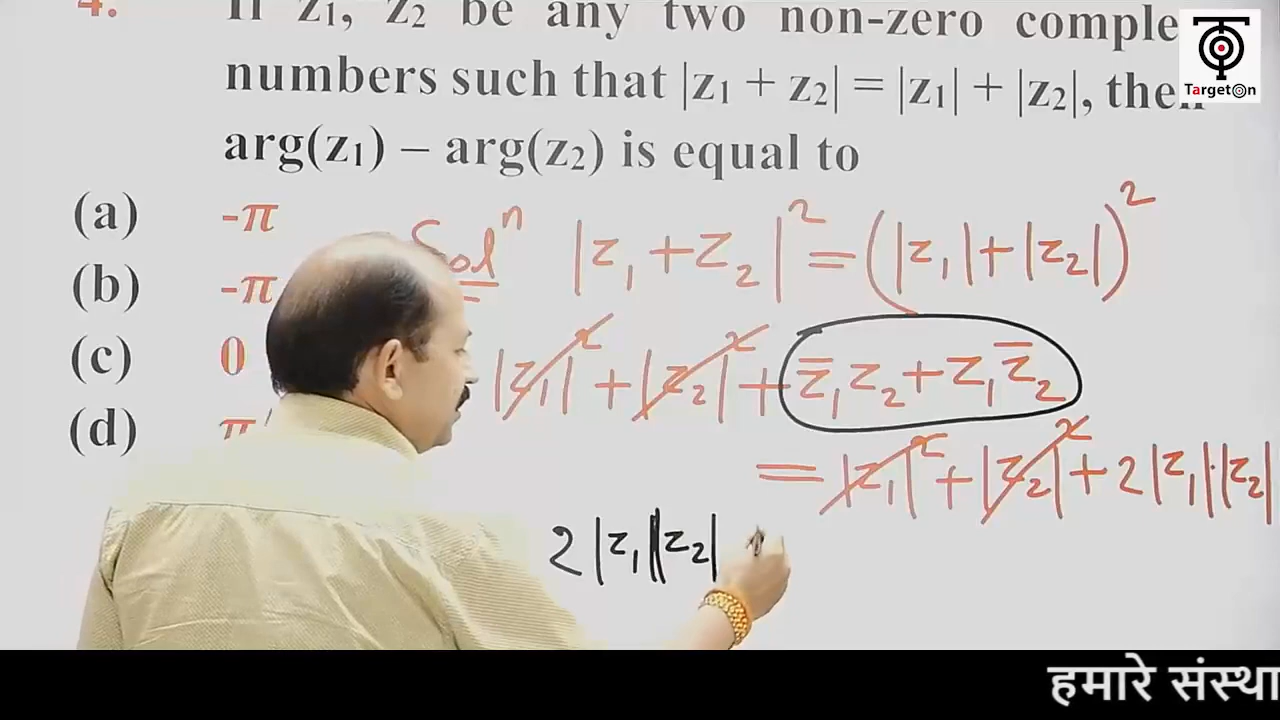 4. If z₁, z₂ be any two non-zero comple
numbers such that |z₁ + z₂| = |z₁| + |z₂|, then
arg(z₁) – arg(z₂) is equal to
(a) -π
(b) -π
(c) 0
(d) π
Solⁿ |z₁+z₂|² = (|z₁|+|z₂|)²
|z₁|² + |z₂|² + z̅₁z₂ + z₁z̅₂
= |z₁|² + |z₂|² + 2|z₁|·|z₂|
2|z₁||z₂|
TargetOn
हमारे संस्था